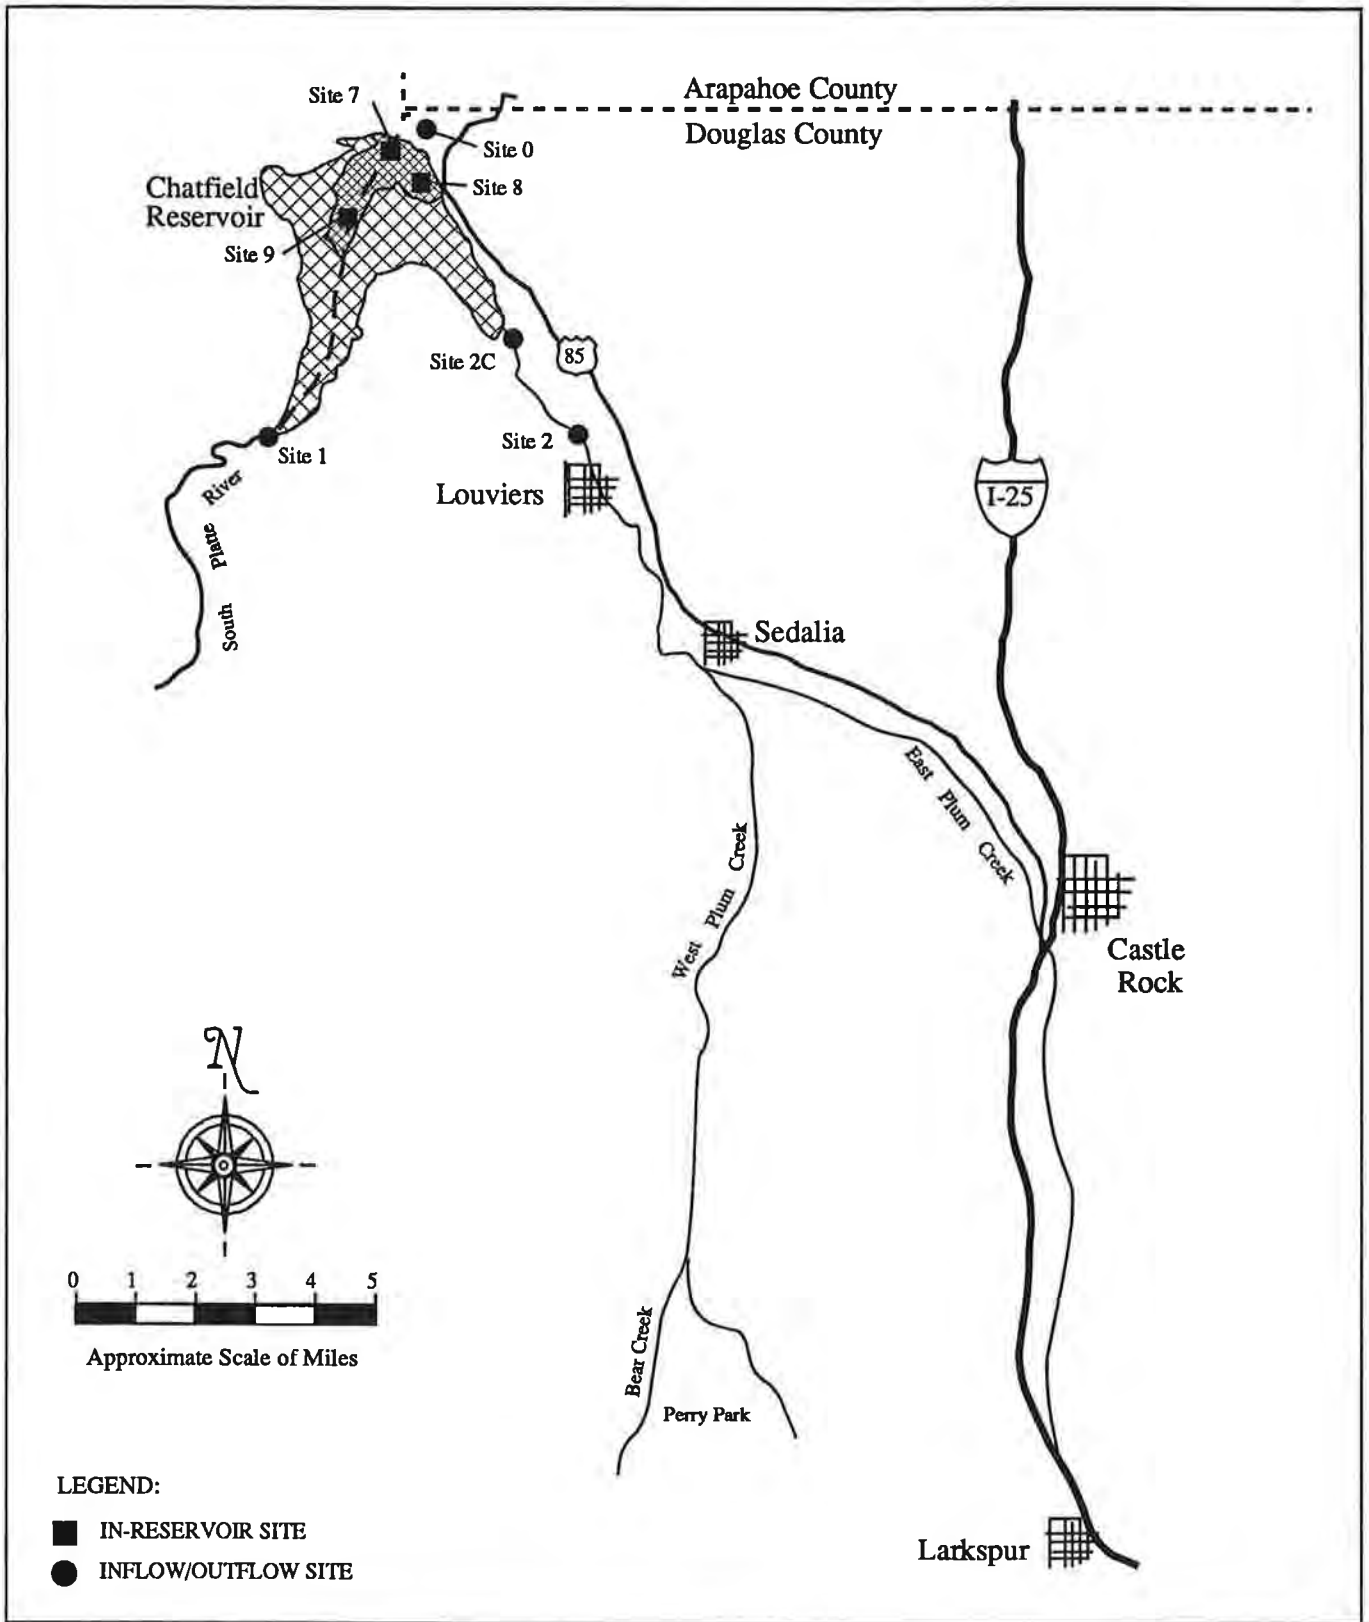 Arapahoe County
Douglas County
Site 7
Site 0
Site 8
Chatfield
Reservoir
Site 9
Site 2C
85
Site 2
Site 1
Louviers
I-25
South Platte River
Sedalia
East Plum Creek
West Plum Creek
Castle
Rock
N
0 1 2 3 4 5
Approximate Scale of Miles
Bear Creek
Perry Park
LEGEND:
IN-RESERVOIR SITE
INFLOW/OUTFLOW SITE
Larkspur